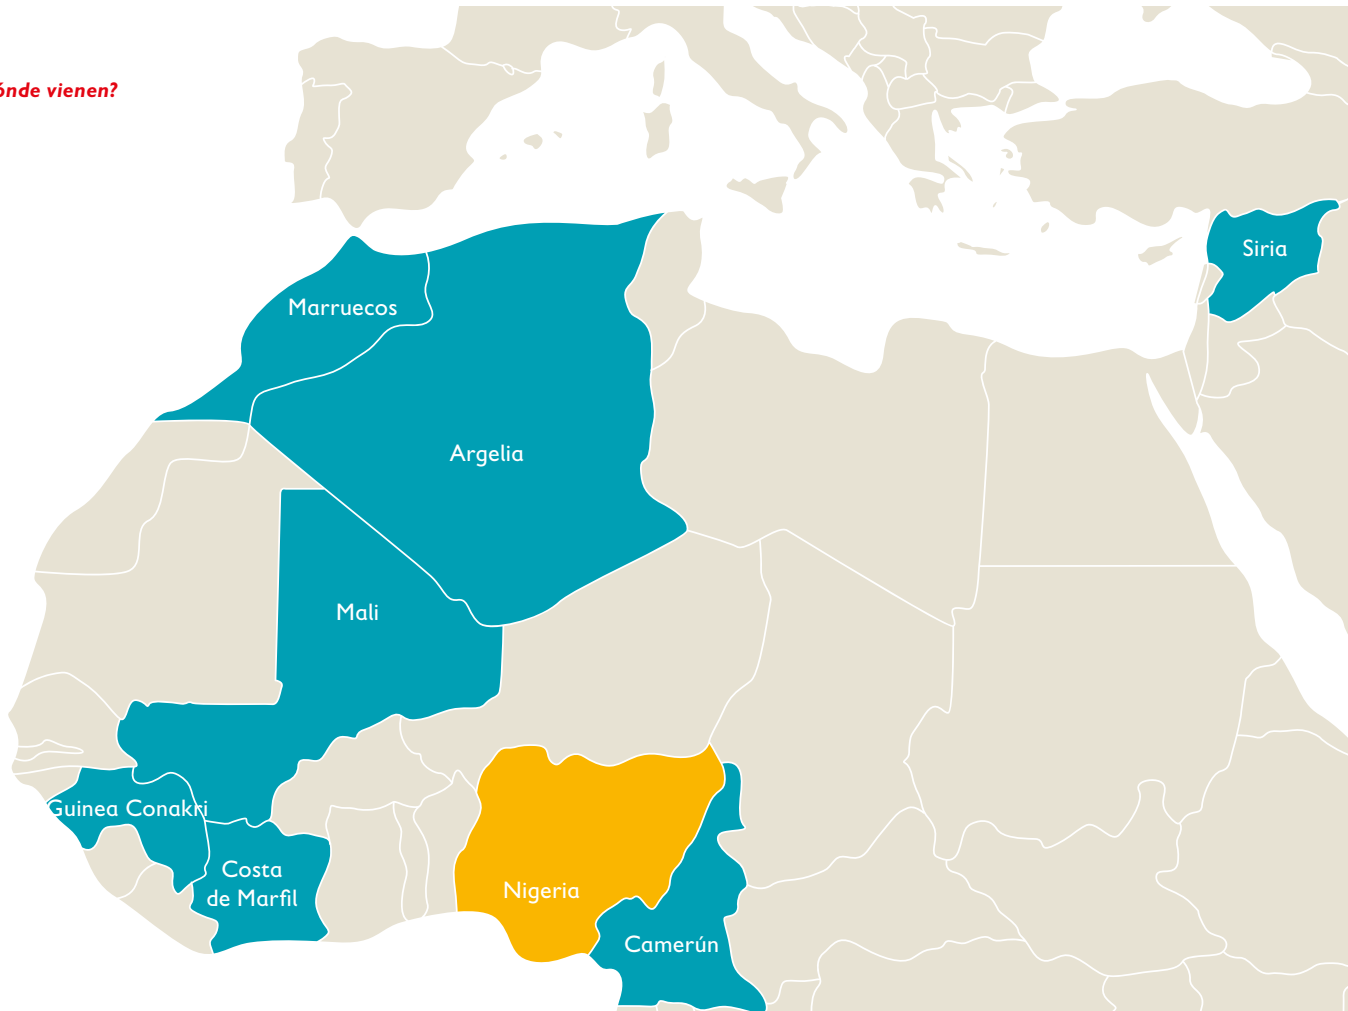 ónde vienen?
Siria
Marruecos
Argelia
Mali
Guinea Conakri
Costa
de Marfil
Nigeria
Camerún